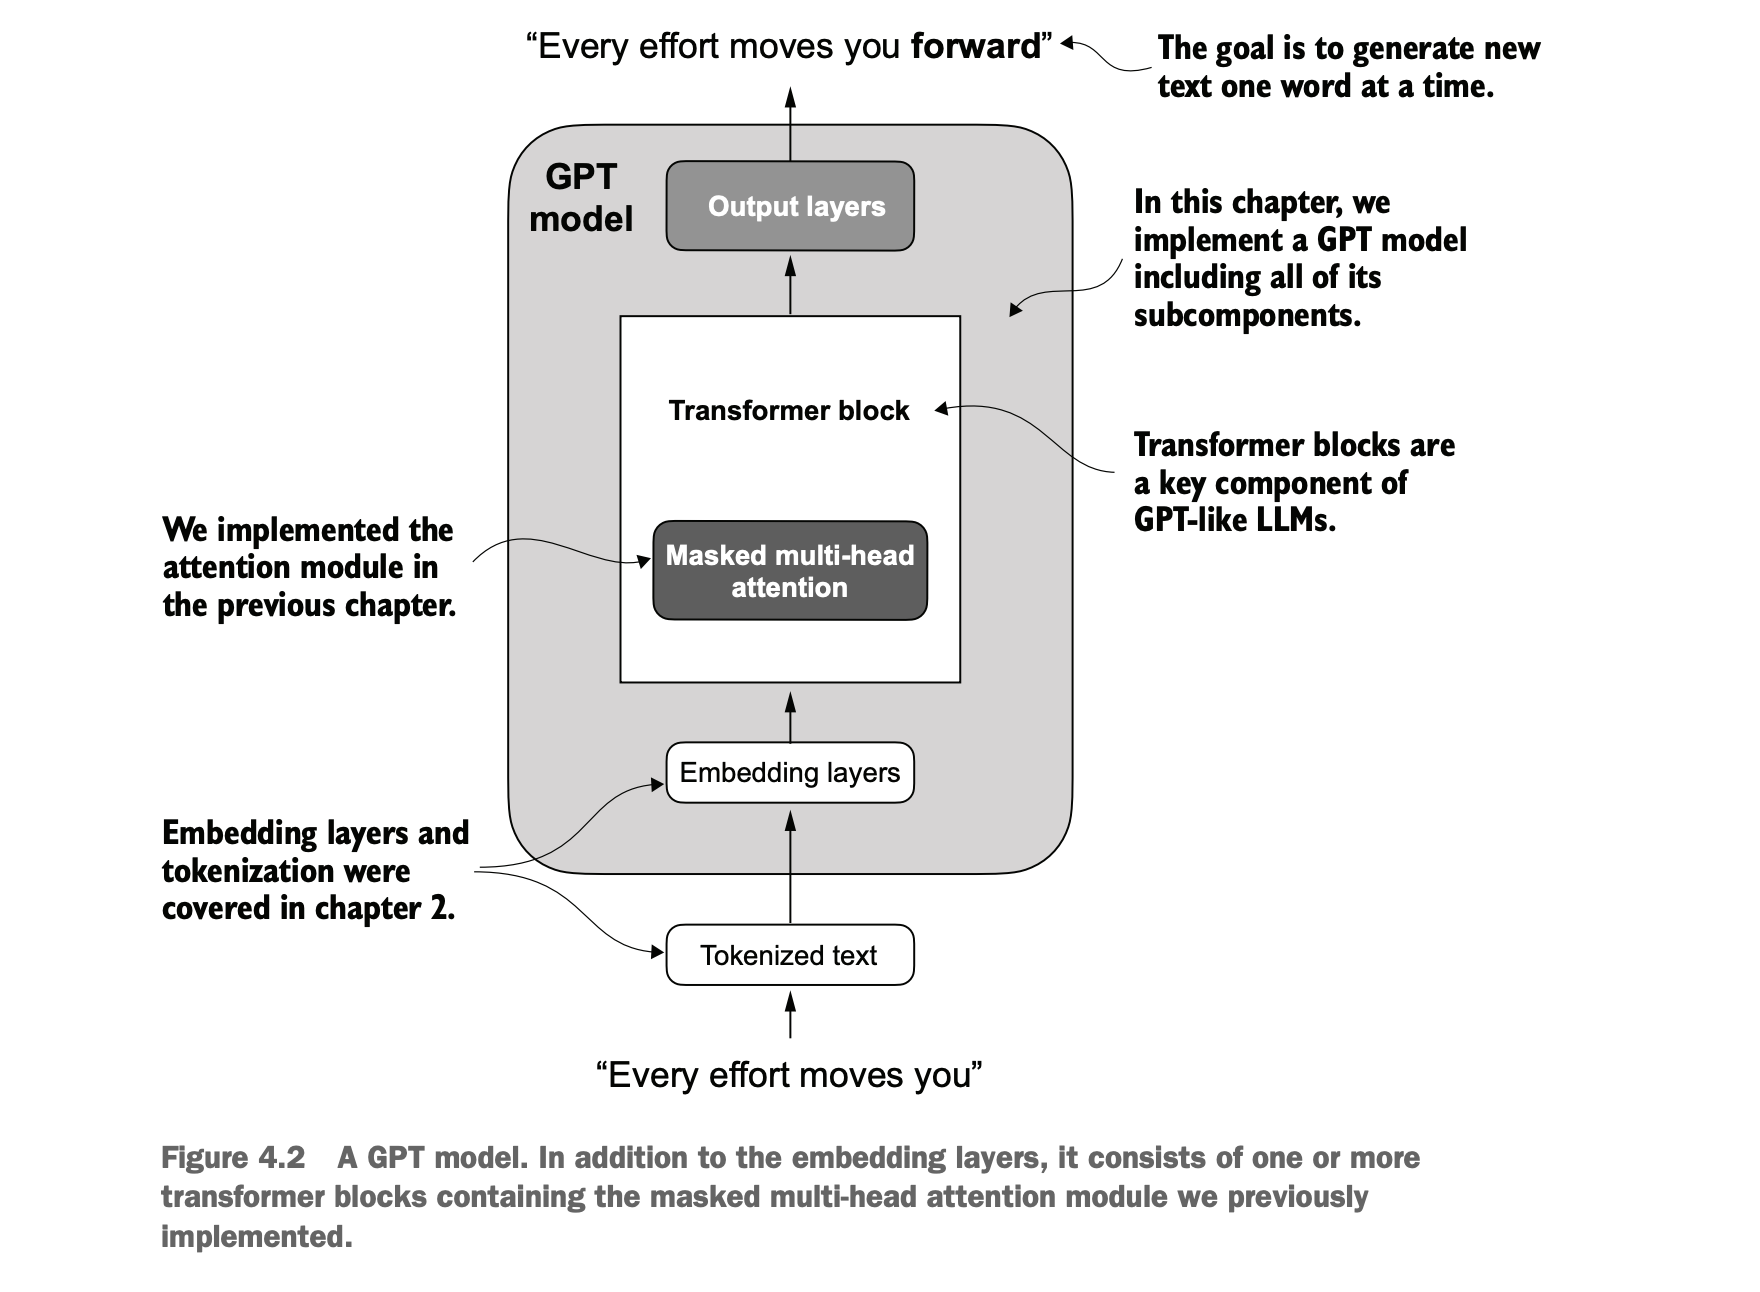 “Every effort moves you forward”
The goal is to generate new
text one word at a time.
GPT
model
Output layers
In this chapter, we
implement a GPT model
including all of its
subcomponents.
Transformer block
Transformer blocks are
a key component of
GPT-like LLMs.
We implemented the
attention module in
the previous chapter.
Masked multi-head
attention
Embedding layers
Embedding layers and
tokenization were
covered in chapter 2.
Tokenized text
“Every effort moves you”
Figure 4.2 A GPT model. In addition to the embedding layers, it consists of one or more
transformer blocks containing the masked multi-head attention module we previously
implemented.